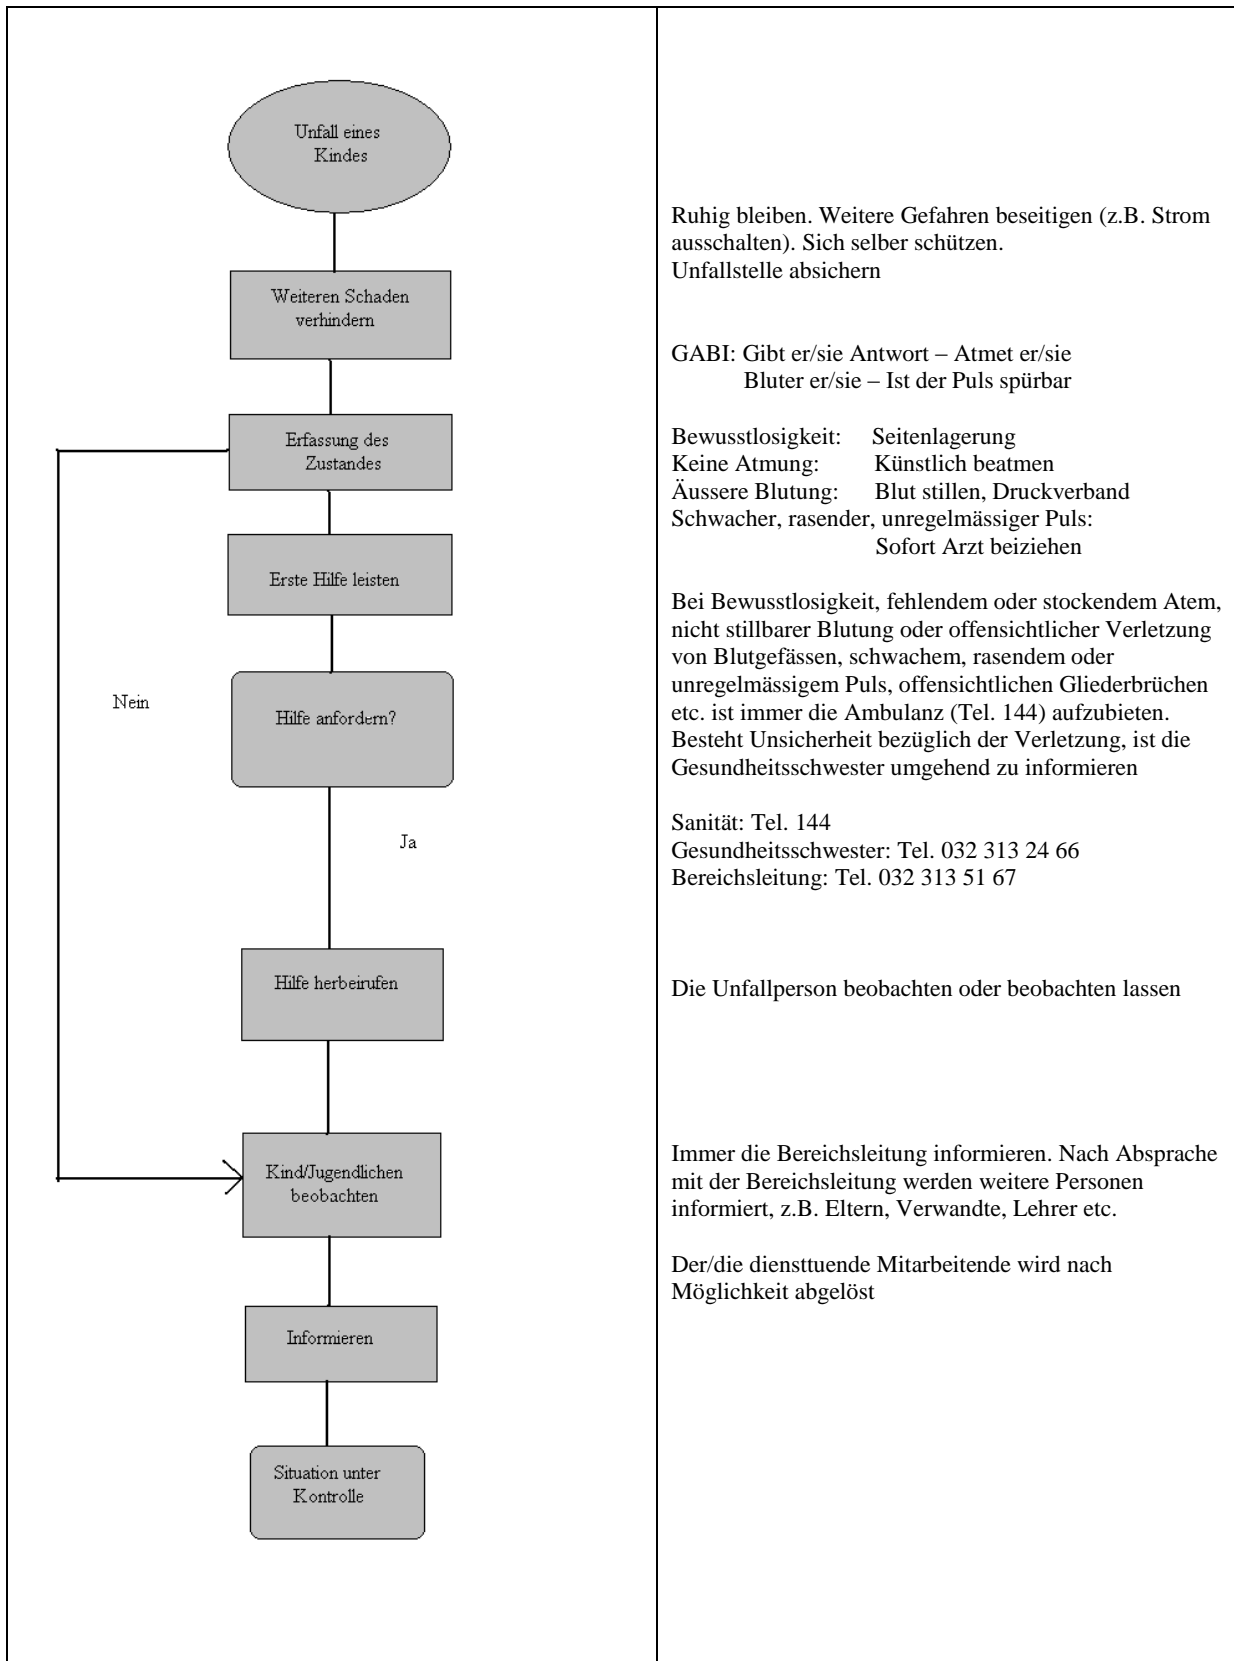 Unfall eines
Kindes
Weiteren Schaden
verhindern
Erfassung des
Zustandes
Erste Hilfe leisten
Nein
Hilfe anfordern?
Ja
Hilfe herbeirufen
Kind/Jugendlichen
beobachten
Informieren
Situation unter
Kontrolle
Ruhig bleiben. Weitere Gefahren beseitigen (z.B. Strom
ausschalten). Sich selber schützen.
Unfallstelle absichern
GABI: Gibt er/sie Antwort – Atmet er/sie
Bluter er/sie – Ist der Puls spürbar
Bewusstlosigkeit: Seitenlagerung
Keine Atmung: Künstlich beatmen
Äussere Blutung: Blut stillen, Druckverband
Schwacher, rasender, unregelmässiger Puls:
Sofort Arzt beiziehen
Bei Bewusstlosigkeit, fehlendem oder stockendem Atem,
nicht stillbarer Blutung oder offensichtlicher Verletzung
von Blutgefässen, schwachem, rasendem oder
unregelmässigem Puls, offensichtlichen Gliederbrüchen
etc. ist immer die Ambulanz (Tel. 144) aufzubieten.
Besteht Unsicherheit bezüglich der Verletzung, ist die
Gesundheitsschwester umgehend zu informieren
Sanität: Tel. 144
Gesundheitsschwester: Tel. 032 313 24 66
Bereichsleitung: Tel. 032 313 51 67
Die Unfallperson beobachten oder beobachten lassen
Immer die Bereichsleitung informieren. Nach Absprache
mit der Bereichsleitung werden weitere Personen
informiert, z.B. Eltern, Verwandte, Lehrer etc.
Der/die diensttuende Mitarbeitende wird nach
Möglichkeit abgelöst